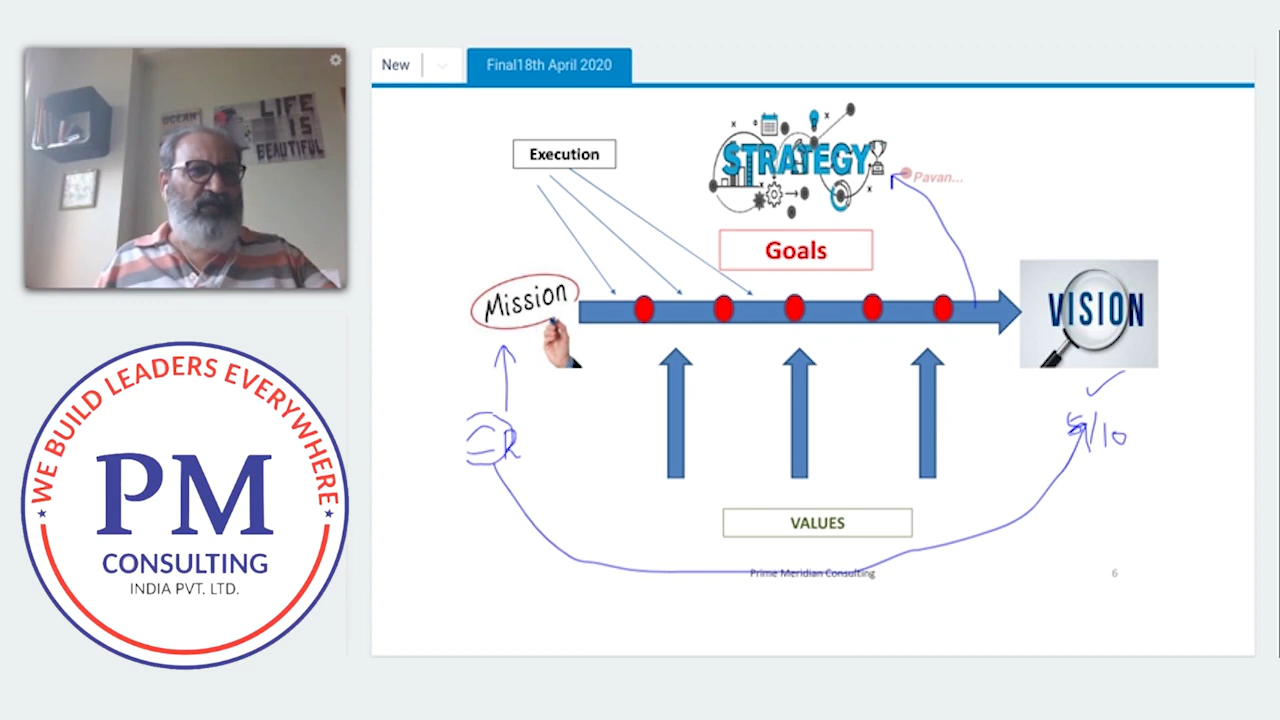 OCEAN
LIFE
IS
BEAUTIFUL
WE BUILD LEADERS EVERYWHERE
PM
CONSULTING
INDIA PVT. LTD.
New
Final18th April 2020
Execution
STRATEGY
Pavan...
Goals
Mission
VISION
/10
VALUES
Prime Meridian Consulting
6